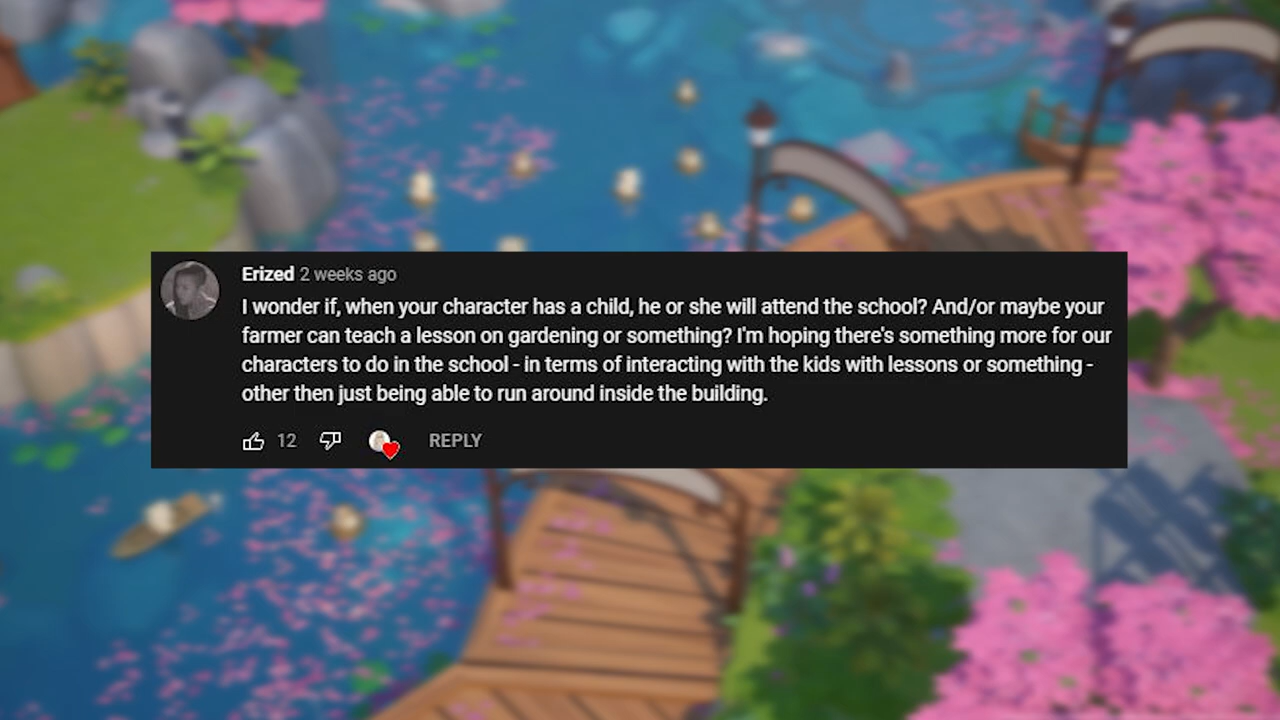 Erized 2 weeks ago
I wonder if, when your character has a child, he or she will attend the school? And/or maybe your
farmer can teach a lesson on gardening or something? I'm hoping there's something more for our
characters to do in the school - in terms of interacting with the kids with lessons or something -
other then just being able to run around inside the building.
12 REPLY